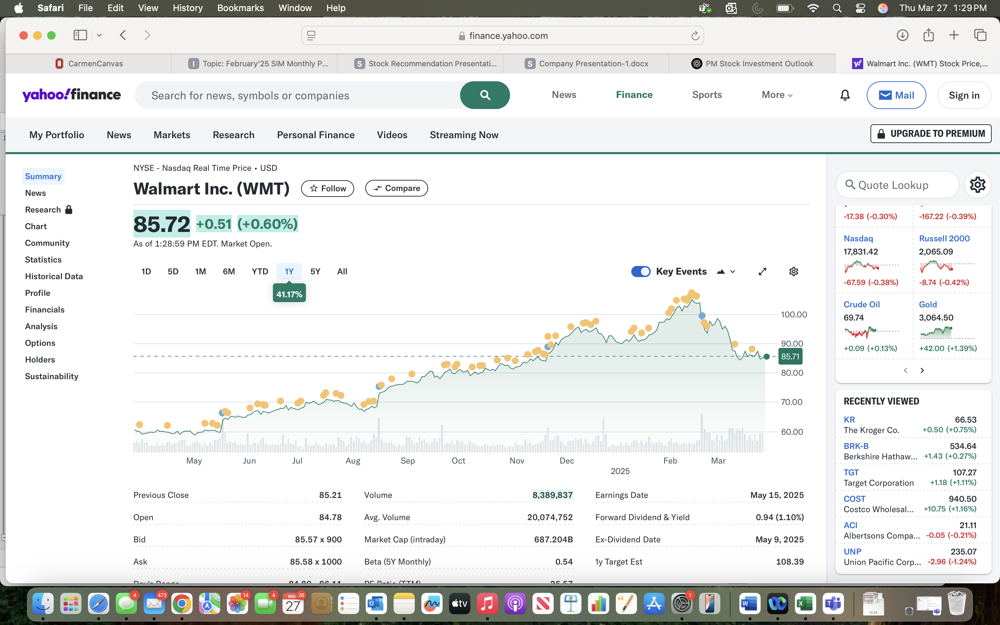 Safari File Edit View History Bookmarks Window Help Thu Mar 27 1:29 PM
finance.yahoo.com
CarmenCanvas
I Topic: February'25 SIM Monthly P...
S Stock Recommendation Presentati...
S Company Presentation-1.docx
PM Stock Investment Outlook
y! Walmart Inc. (WMT) Stock Price,...
yahoo!finance
Search for news, symbols or companies
News Finance Sports More
Mail
Sign in
My Portfolio News Markets Research Personal Finance Videos Streaming Now
UPGRADE TO PREMIUM
Summary
News
Research
Chart
Community
Statistics
Historical Data
Profile
Financials
Analysis
Options
Holders
Sustainability
NYSE - Nasdaq Real Time Price • USD
Walmart Inc. (WMT)
Follow
Compare
85.72 +0.51 (+0.60%)
As of 1:28:59 PM EDT. Market Open.
1D 5D 1M 6M YTD 1Y 5Y All
41.17%
Key Events
100.00
90.00
85.71
80.00
70.00
60.00
May Jun Jul Aug Sep Oct Nov Dec Feb Mar
2025
Previous Close 85.21
Open 84.78
Bid 85.57 x 900
Ask 85.58 x 1000
Volume 8,389,837
Avg. Volume 20,074,752
Market Cap (intraday) 687.204B
Beta (5Y Monthly) 0.54
Earnings Date May 15, 2025
Forward Dividend & Yield 0.94 (1.10%)
Ex-Dividend Date May 9, 2025
1y Target Est 108.39
Quote Lookup
-17.38 (-0.30%) -167.22 (-0.39%)
Nasdaq
17,831.42
-67.59 (-0.38%)
Russell 2000
2,065.09
-8.74 (-0.42%)
Crude Oil
69.74
+0.09 (+0.13%)
Gold
3,064.50
+42.00 (+1.39%)
RECENTLY VIEWED
KR 66.53
The Kroger Co. +0.50 (+0.75%)
BRK-B 534.64
Berkshire Hathaw... +1.43 (+0.27%)
TGT 107.27
Target Corporation +1.18 (+1.11%)
COST 940.50
Costco Wholesal... +10.75 (+1.16%)
ACI 21.11
Albertsons Compa... -0.05 (-0.21%)
UNP 235.07
Union Pacific Corp... -2.96 (-1.24%)
4
472
14
4
26
27
tv
1
XLSX